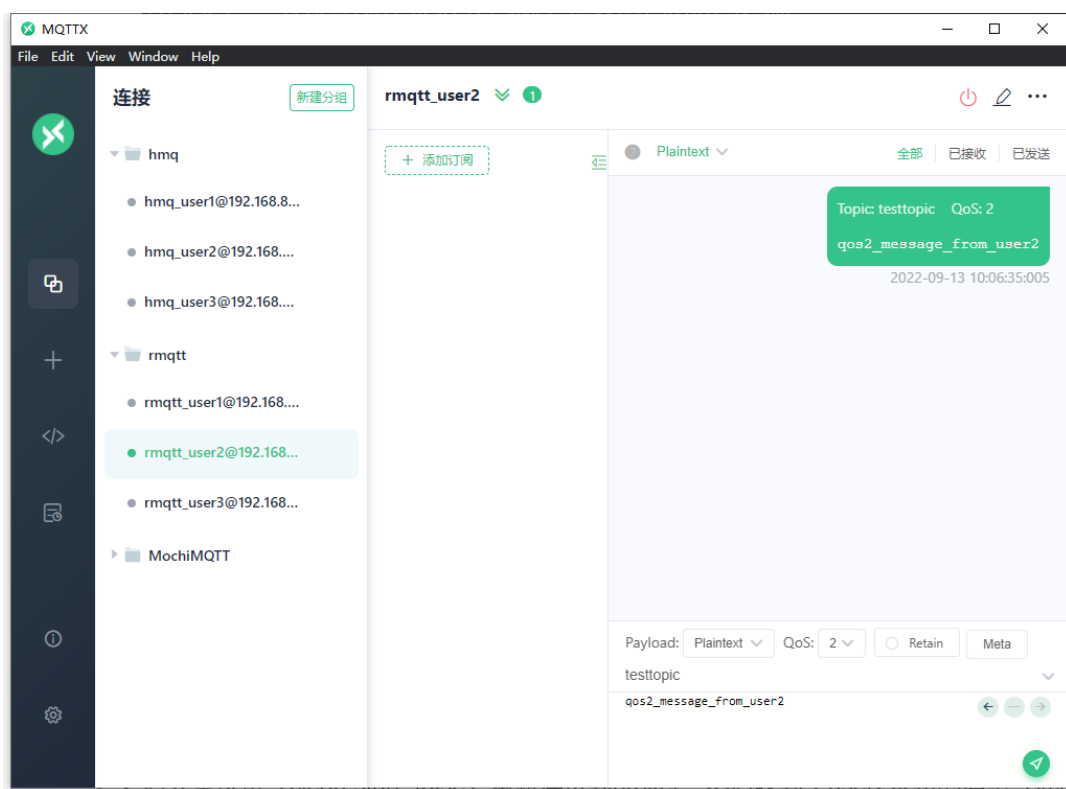 MQTTX
File Edit View Window Help
连接
新建分组
hmq
hmq_user1@192.168.8...
hmq_user2@192.168....
hmq_user3@192.168....
rmqtt
rmqtt_user1@192.168....
rmqtt_user2@192.168...
rmqtt_user3@192.168...
MochiMQTT
rmqtt_user2 1
+ 添加订阅
Plaintext
全部 已接收 已发送
Topic: testtopic QoS: 2
qos2_message_from_user2
2022-09-13 10:06:35:005
Payload: Plaintext QoS: 2 Retain Meta
testtopic
qos2_message_from_user2